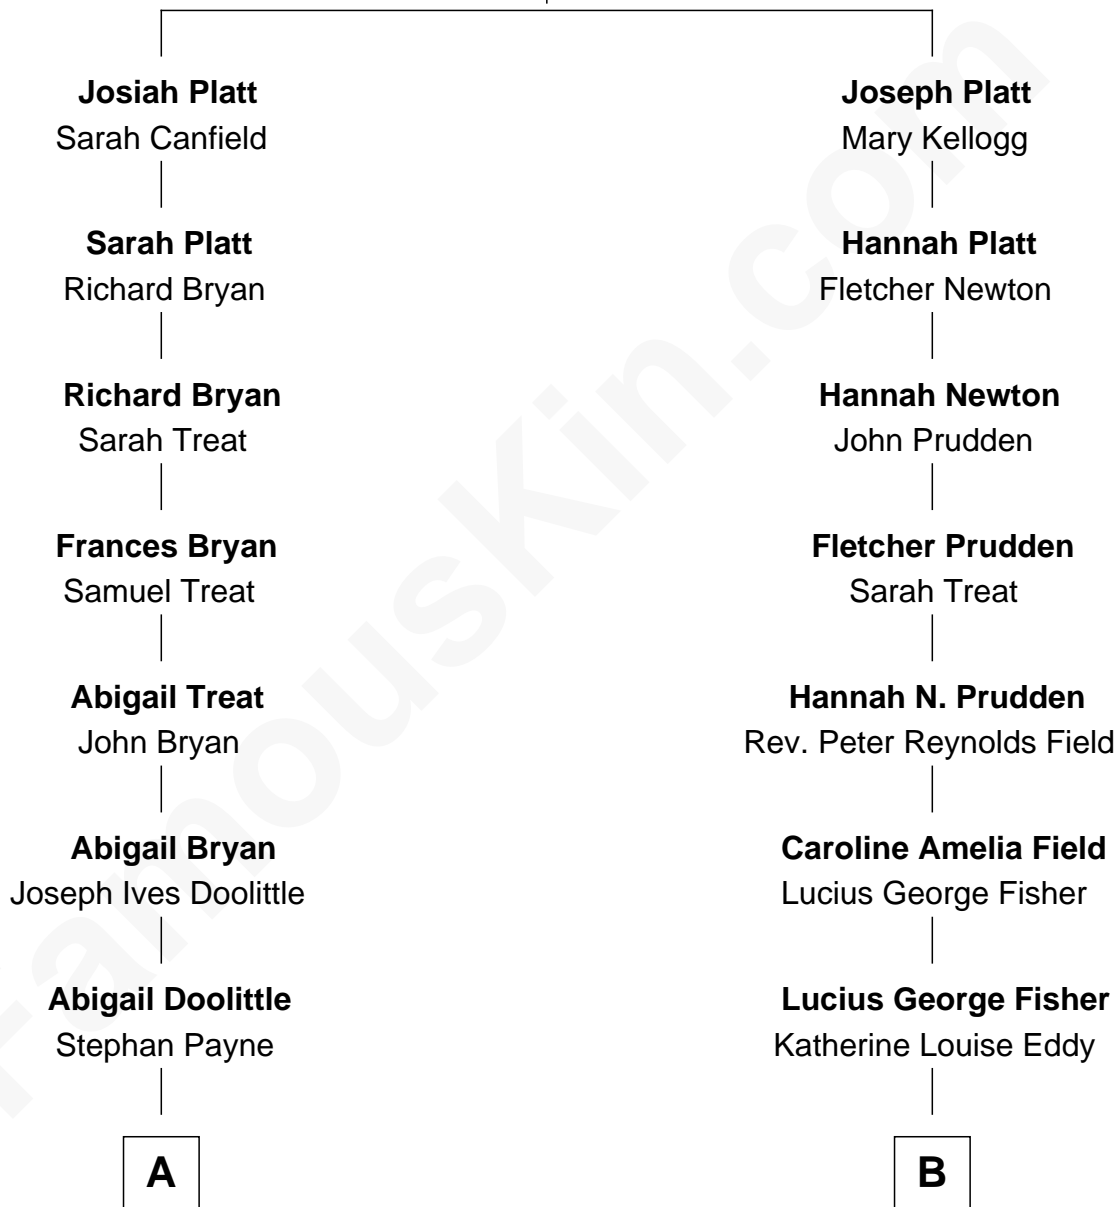 Josiah Platt
Sarah Canfield
Sarah Platt
Richard Bryan
Richard Bryan
Sarah Treat
Frances Bryan
Samuel Treat
Abigail Treat
John Bryan
Abigail Bryan
Joseph Ives Doolittle
Abigail Doolittle
Stephan Payne
A
Joseph Platt
Mary Kellogg
Hannah Platt
Fletcher Newton
Hannah Newton
John Prudden
Fletcher Prudden
Sarah Treat
Hannah N. Prudden
Rev. Peter Reynolds Field
Caroline Amelia Field
Lucius George Fisher
Lucius George Fisher
Katherine Louise Eddy
B
FamousKin.com